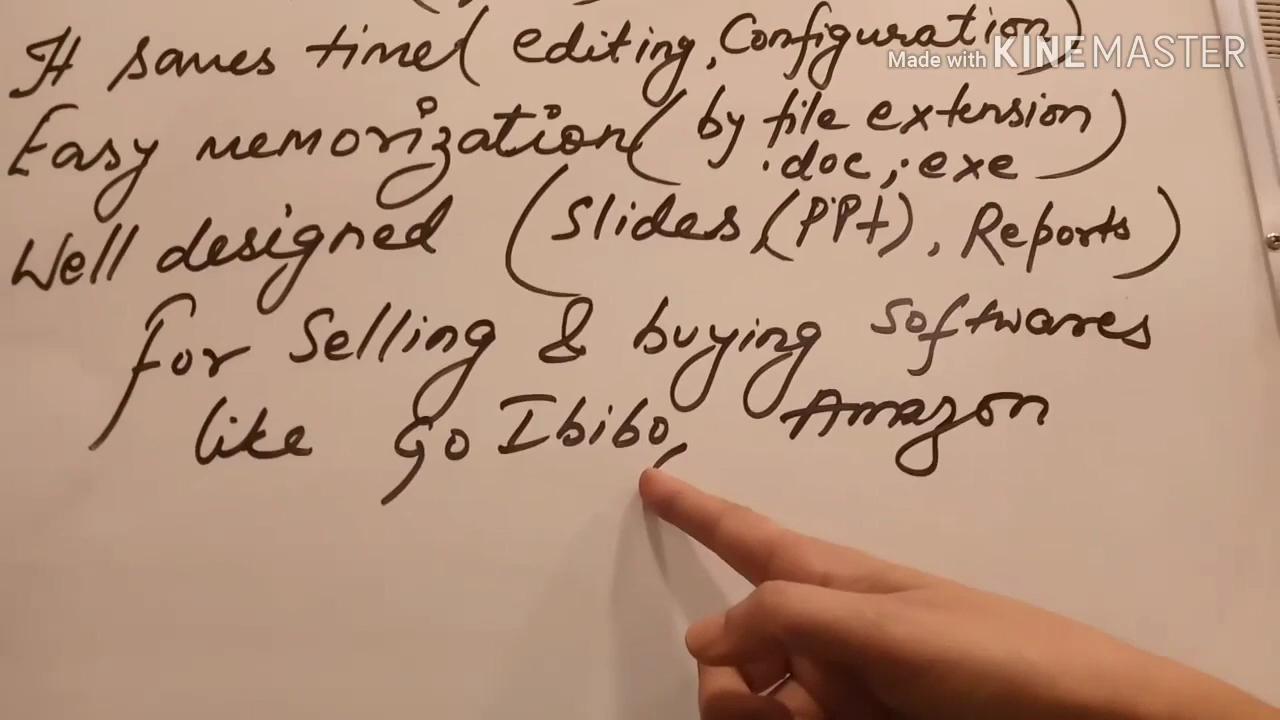 It saves time( editing, Configuration)
Made with KINEMASTER
Easy memorization( by file extension
.doc, .exe )
Well designed (Slides,(PPt), Reports)
For Selling & buying Softwares
like Go Ibibo, Amazon